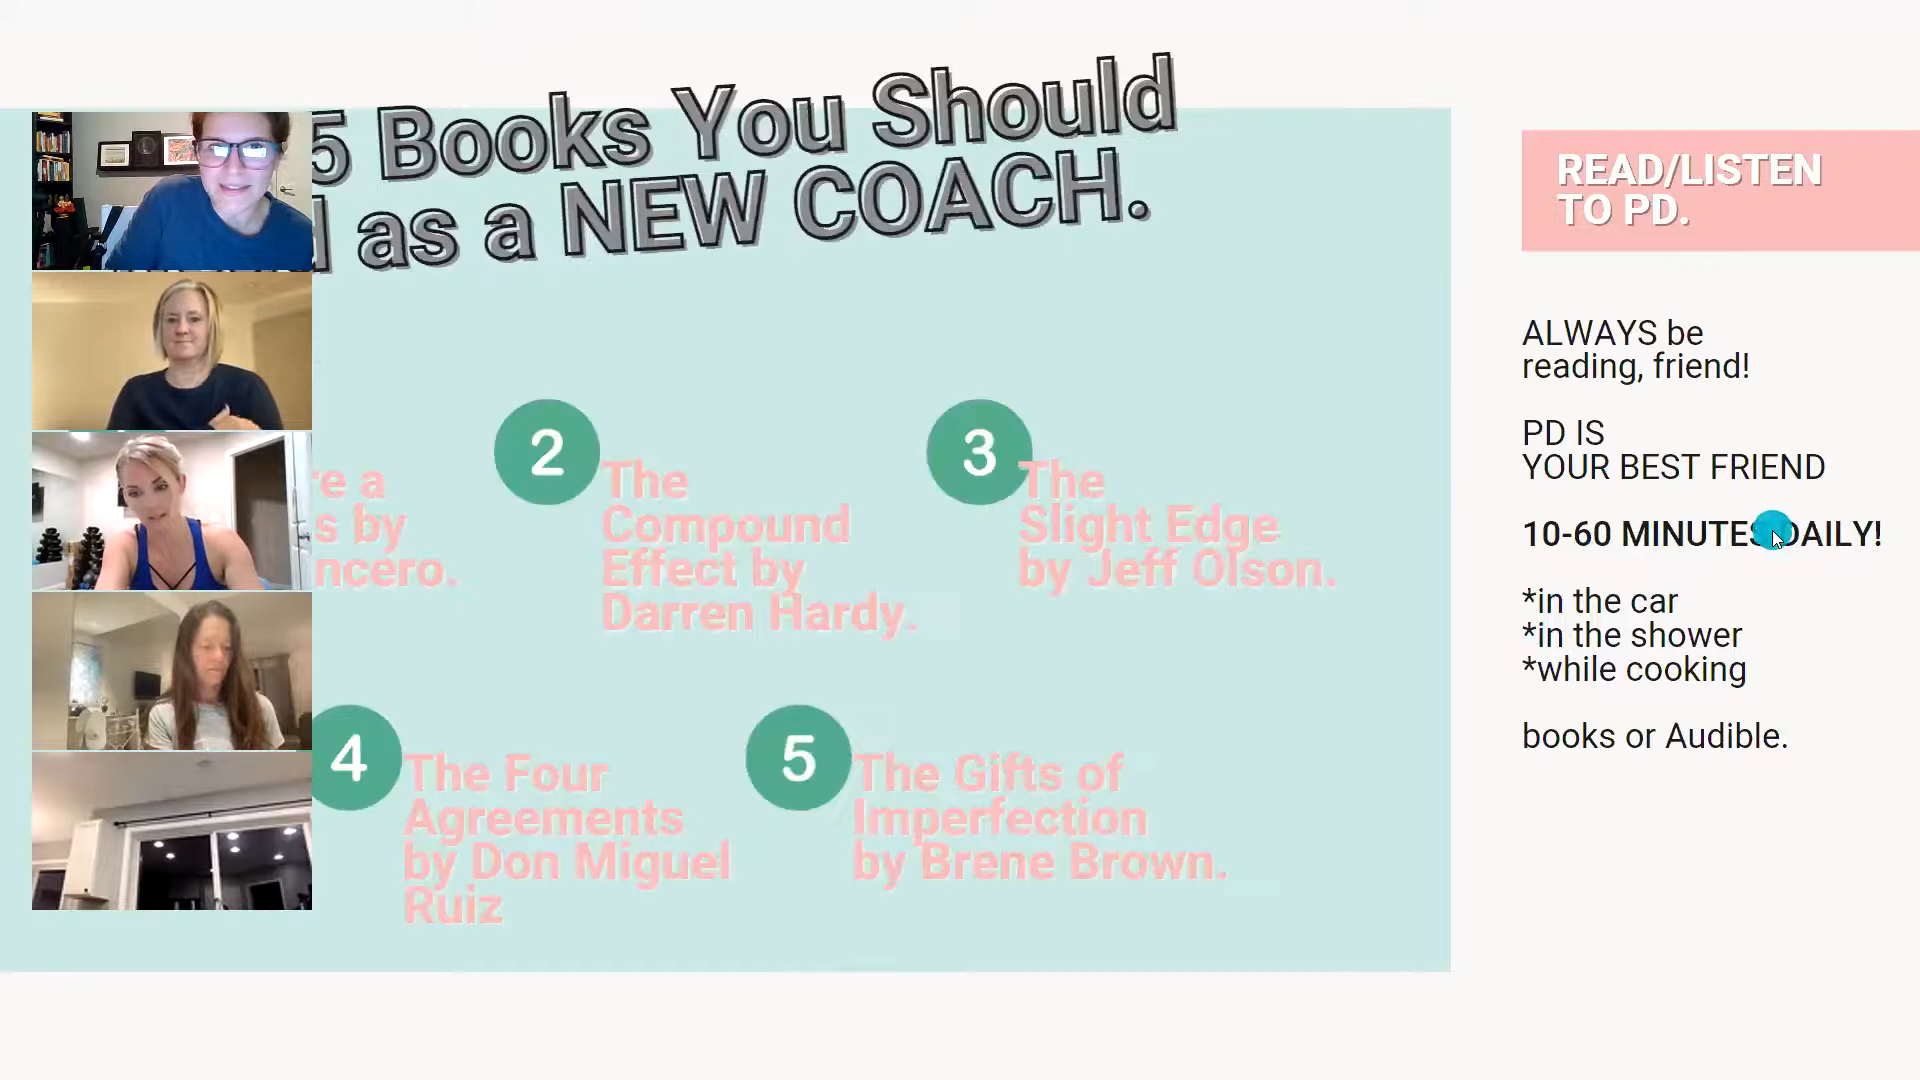 5 Books You Should
as a NEW COACH.
READ/LISTEN
TO PD.
ALWAYS be
reading, friend!
PD IS
YOUR BEST FRIEND
10-60 MINUTES DAILY!
*in the car
*in the shower
*while cooking
books or Audible.
re a
s by
ncero.
2
The
Compound
Effect by
Darren Hardy.
3
The
Slight Edge
by Jeff Olson.
4
The Four
Agreements
by Don Miguel
Ruiz
5
The Gifts of
Imperfection
by Brene Brown.